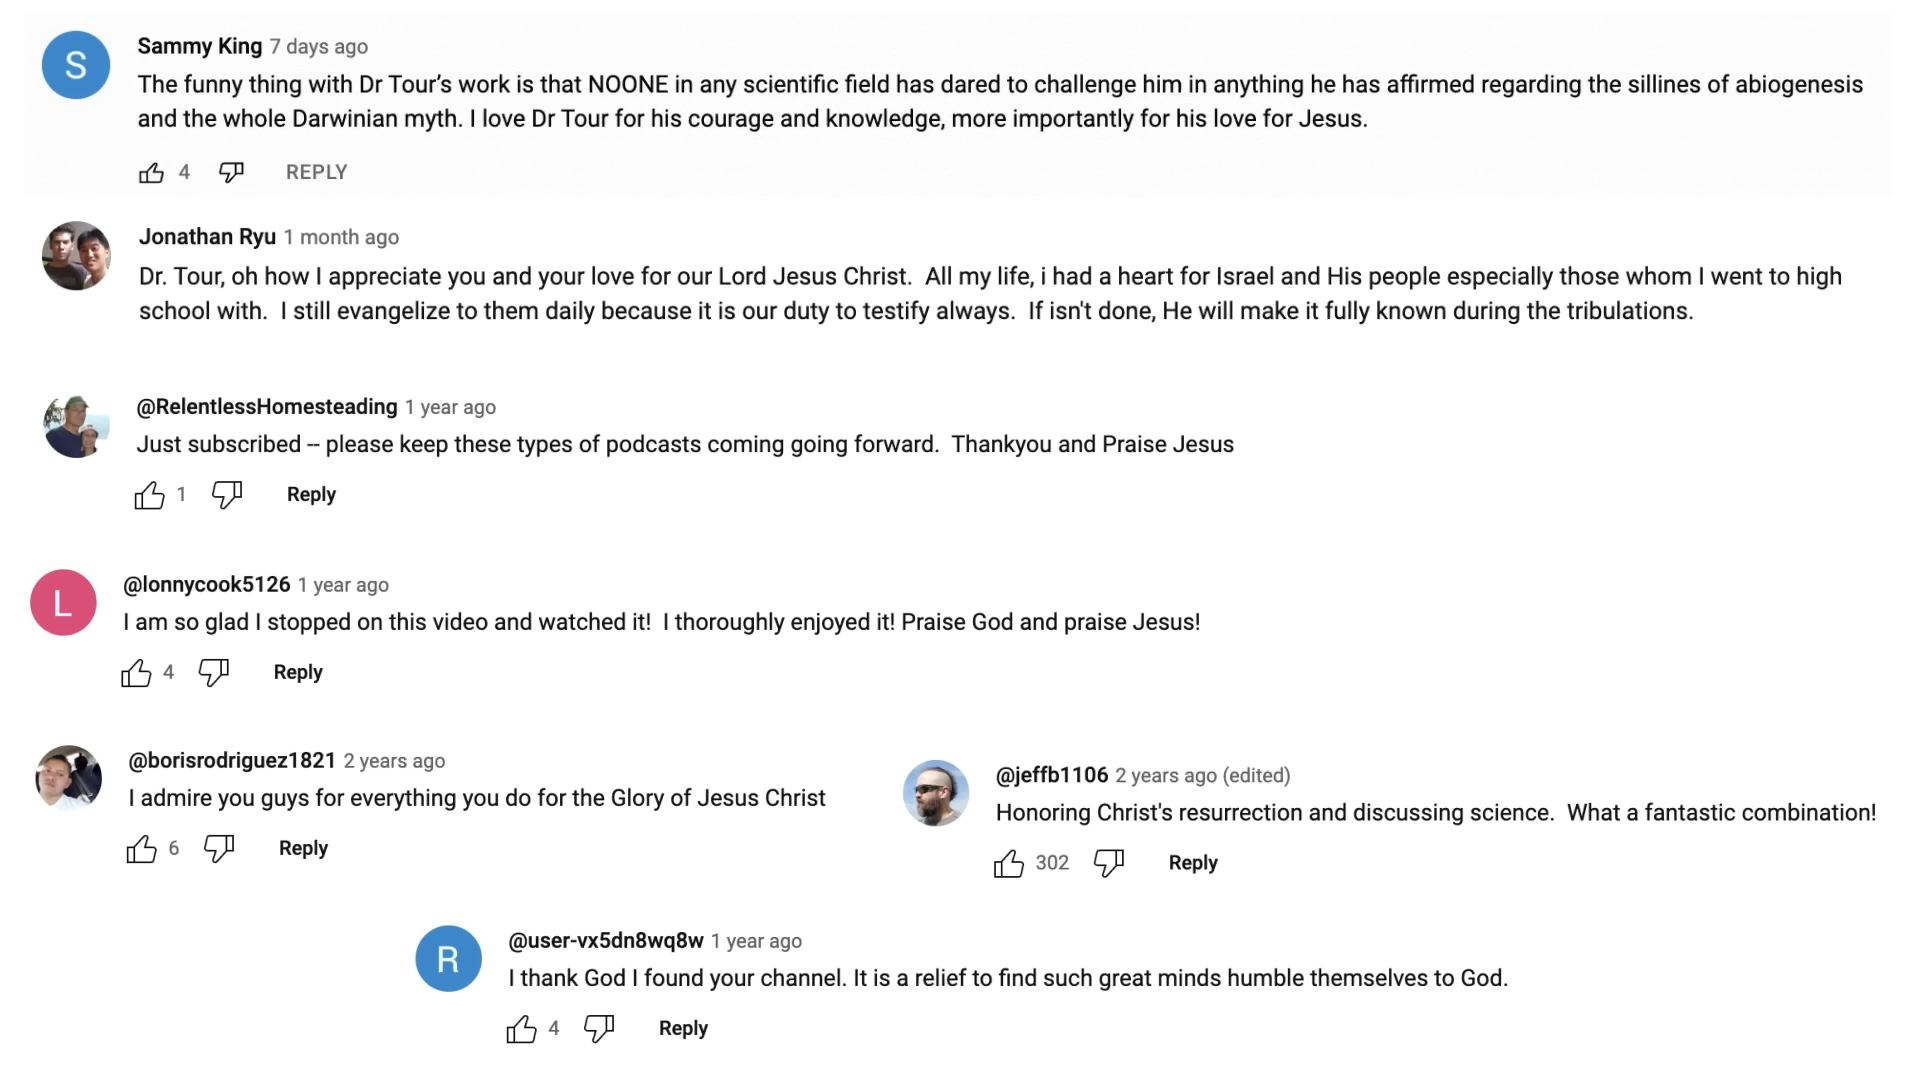 S
Sammy King 7 days ago
The funny thing with Dr Tour’s work is that NOONE in any scientific field has dared to challenge him in anything he has affirmed regarding the sillines of abiogenesis
and the whole Darwinian myth. I love Dr Tour for his courage and knowledge, more importantly for his love for Jesus.
4 REPLY
Jonathan Ryu 1 month ago
Dr. Tour, oh how I appreciate you and your love for our Lord Jesus Christ.  All my life, i had a heart for Israel and His people especially those whom I went to high
school with.  I still evangelize to them daily because it is our duty to testify always.  If isn't done, He will make it fully known during the tribulations.
@RelentlessHomesteading 1 year ago
Just subscribed -- please keep these types of podcasts coming going forward.  Thankyou and Praise Jesus
1 Reply
L
@lonnycook5126 1 year ago
I am so glad I stopped on this video and watched it!  I thoroughly enjoyed it! Praise God and praise Jesus!
4 Reply
@borisrodriguez1821 2 years ago
I admire you guys for everything you do for the Glory of Jesus Christ
6 Reply
@jeffb1106 2 years ago (edited)
Honoring Christ's resurrection and discussing science.  What a fantastic combination!
302 Reply
R
@user-vx5dn8wq8w 1 year ago
I thank God I found your channel. It is a relief to find such great minds humble themselves to God.
4 Reply